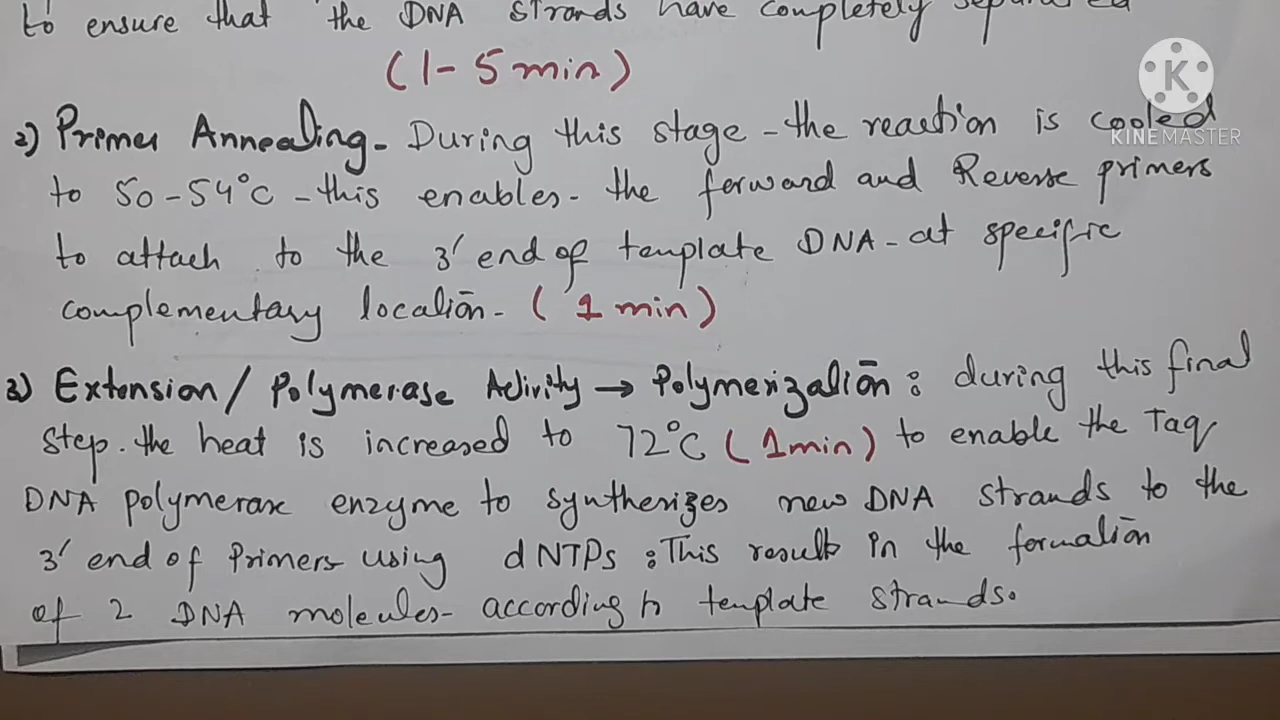 to ensure that the DNA strands have completely separated
(1-5min)
2) Primer Annealing- During this stage - the reaction is cooled
KINEMASTER
to 50-54°C - this enables- the forward and Reverse primers
to attach to the 3' end of template DNA - at specific
complementary location- (1 min)
3) Extension/Polymerase Activity → Polymerization: during this final
step. the heat is increased to 72°C (1min) to enable the Taq
DNA polymerase enzyme to synthesizes new DNA strands to the
3' end of Primers using dNTPs: This results in the formation
of 2 DNA molecules- according to template strands.